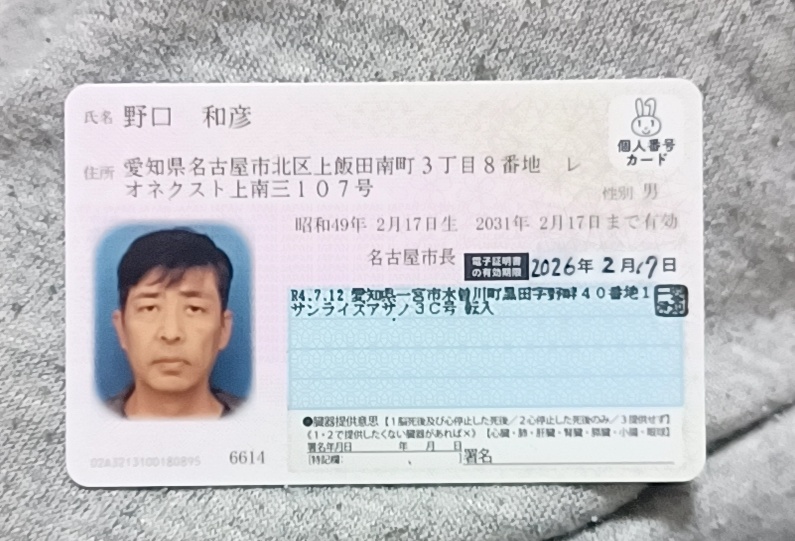 氏名 野口 和彦
個人番号
カード
住所 愛知県名古屋市北区上飯田南町3丁目8番地 レ
オネクスト上南三107号
性別 男
昭和49年 2月17日生 2031年 2月17日まで有効
名古屋市長
電子証明書
の有効期限 2026年2月17日
R4.7.12 愛知県一宮市木曽川町黒田字野畔40番地1
サンライズアサノ3C号 転入
●臓器提供意思【1脳死後及び心停止した死後/2心停止した死後のみ/3提供せず】
《1・2で提供したくない臓器があれば×》【心臓・肺・肝臓・腎臓・膵臓・小腸・眼球】
署名年月日 年 月 日
[特記欄: ]署名
02A3213100180895 6614